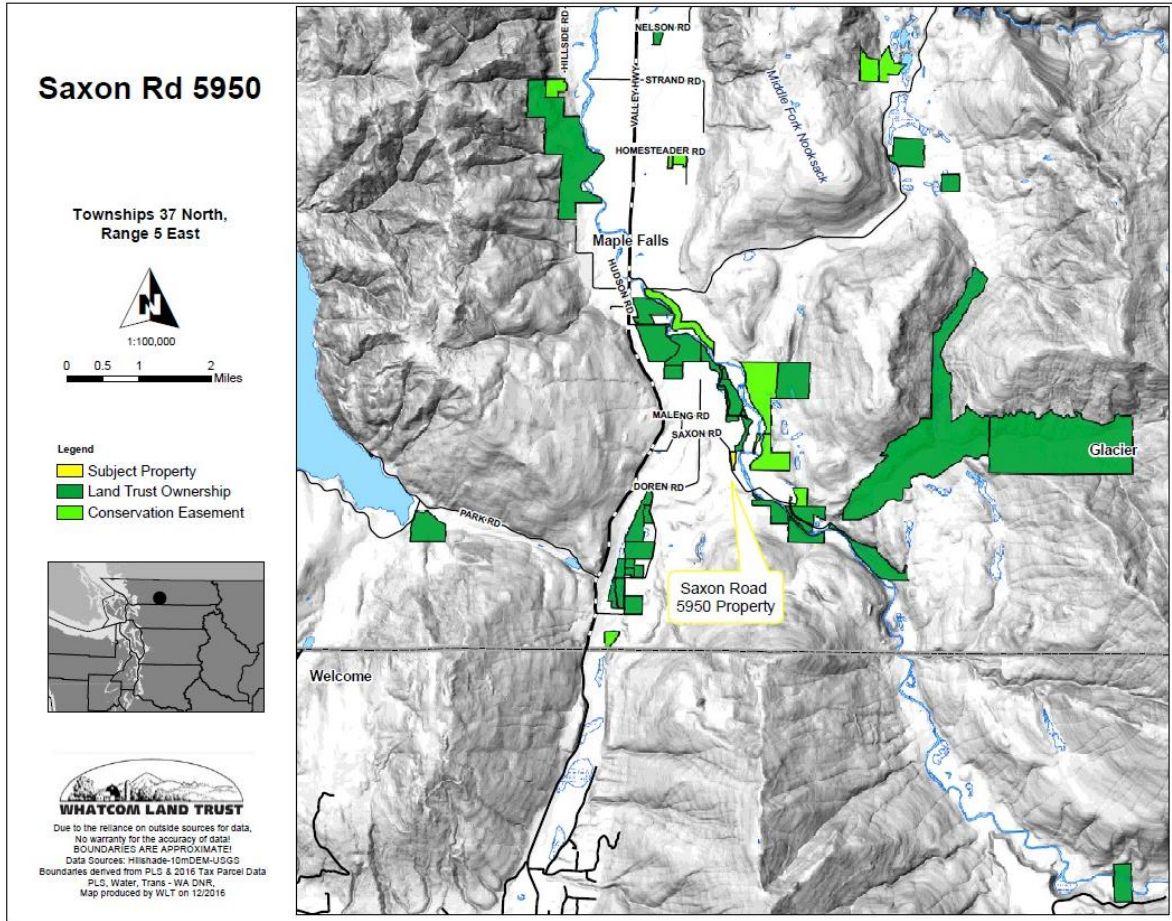 Saxon Rd 5950
Townships 37 North,
Range 5 East
N
1:100,000
0 0.5 1 2
Miles
Legend
Subject Property
Land Trust Ownership
Conservation Easement
WHATCOM LAND TRUST
Due to the reliance on outside sources for data,
No warranty for the accuracy of data!
BOUNDARIES ARE APPROXIMATE!
Data Sources: Hillshade-10mDEM-USGS
Boundaries derived from PLS & 2016 Tax Parcel Data
PLS, Water, Trans - WA DNR,
Map produced by WLT on 12/2016
HILLSIDE RD
NELSON RD
VALLEY HWY
STRAND RD
Middle Fork Nooksack
HOMESTEADER RD
Maple Falls
HUDSON RD
MALENG RD
SAXON RD
Glacier
DOREN RD
PARK RD
Saxon Road
5950 Property
Welcome